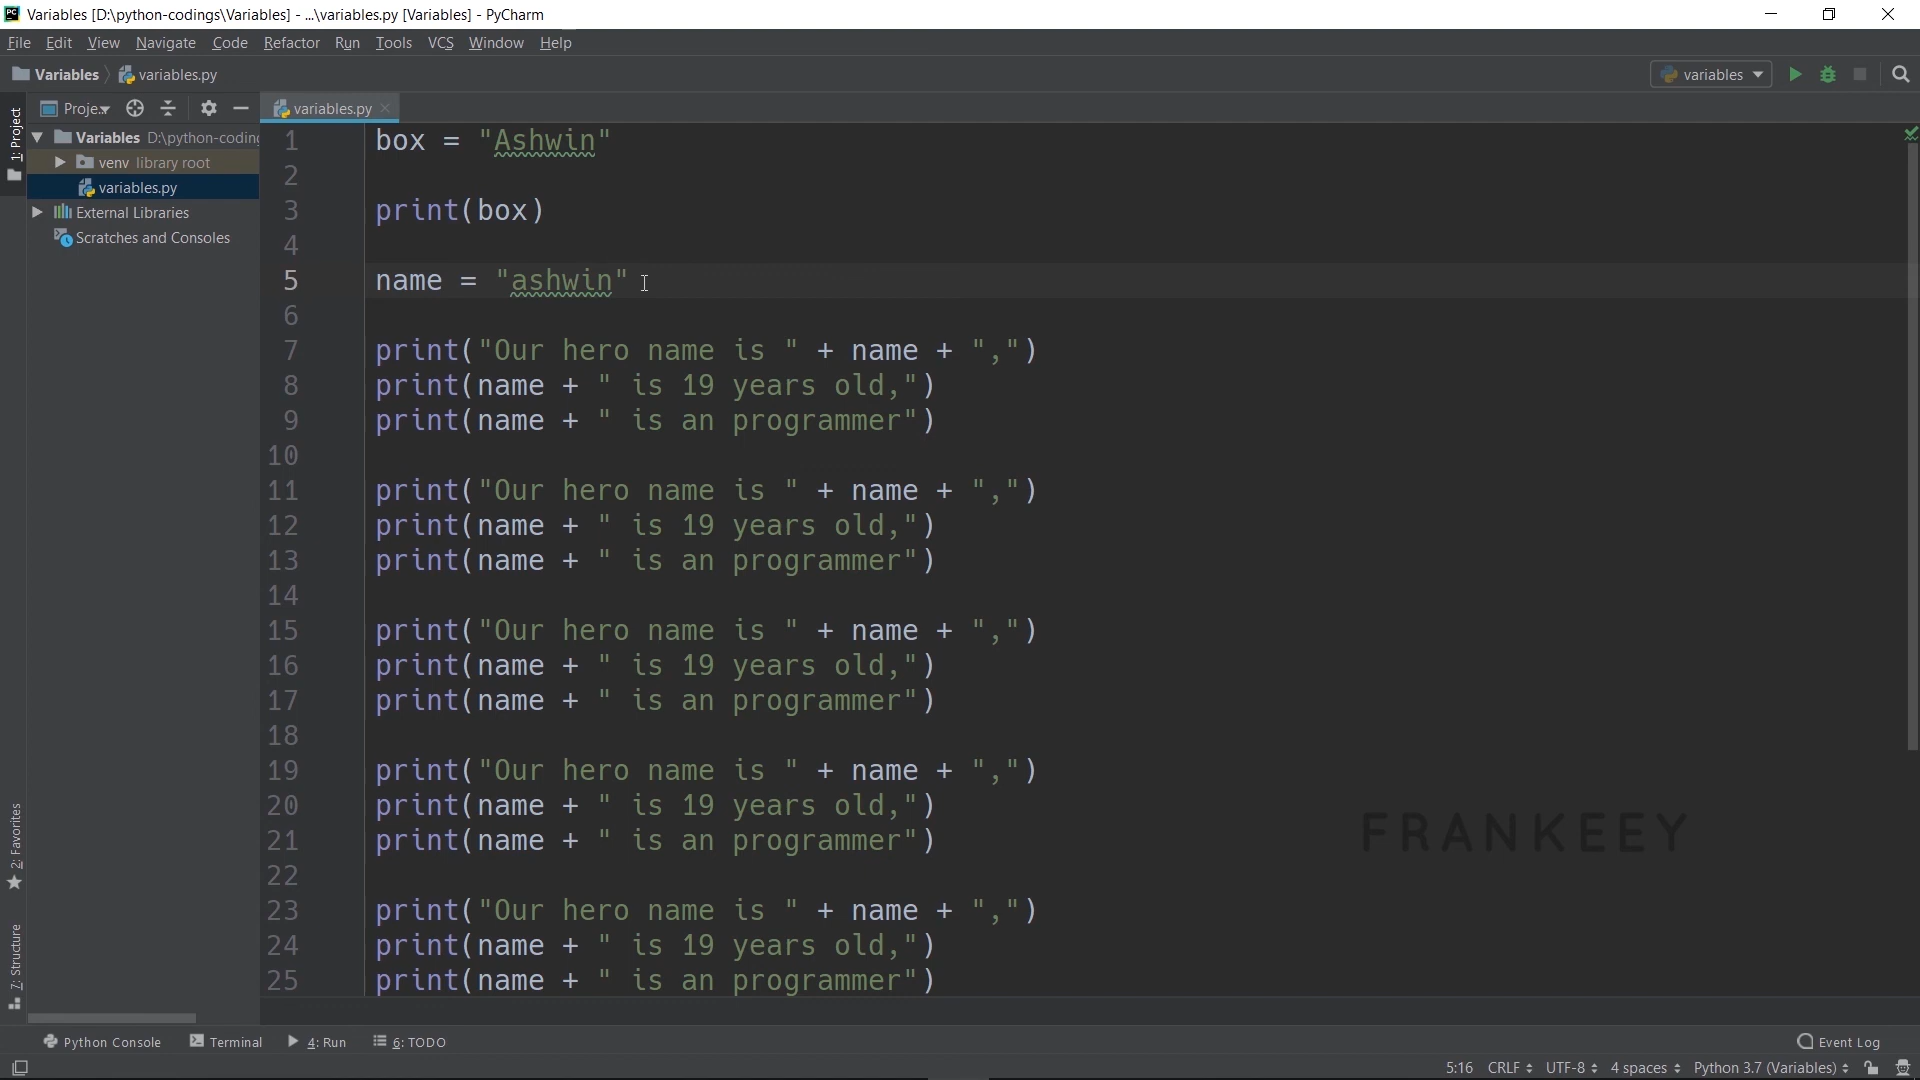 Variables [D:\python-codings\Variables] - ...\variables.py [Variables] - PyCharm
File Edit View Navigate Code Refactor Run Tools VCS Window Help
Variables variables.py variables
1: Project
Proje... variables.py
Variables D:\python-coding
venv library root
variables.py
External Libraries
Scratches and Consoles
1 box = "Ashwin"
2
3 print(box)
4
5 name = "ashwin"
6
7 print("Our hero name is " + name + ",")
8 print(name + " is 19 years old,")
9 print(name + " is an programmer")
10
11 print("Our hero name is " + name + ",")
12 print(name + " is 19 years old,")
13 print(name + " is an programmer")
14
15 print("Our hero name is " + name + ",")
16 print(name + " is 19 years old,")
17 print(name + " is an programmer")
18
19 print("Our hero name is " + name + ",")
20 print(name + " is 19 years old,")
21 print(name + " is an programmer")
22
23 print("Our hero name is " + name + ",")
24 print(name + " is 19 years old,")
25 print(name + " is an programmer")
FRANKEEY
2: Favorites
7: Structure
Python Console Terminal 4: Run 6: TODO Event Log
5:16 CRLF UTF-8 4 spaces Python 3.7 (Variables)